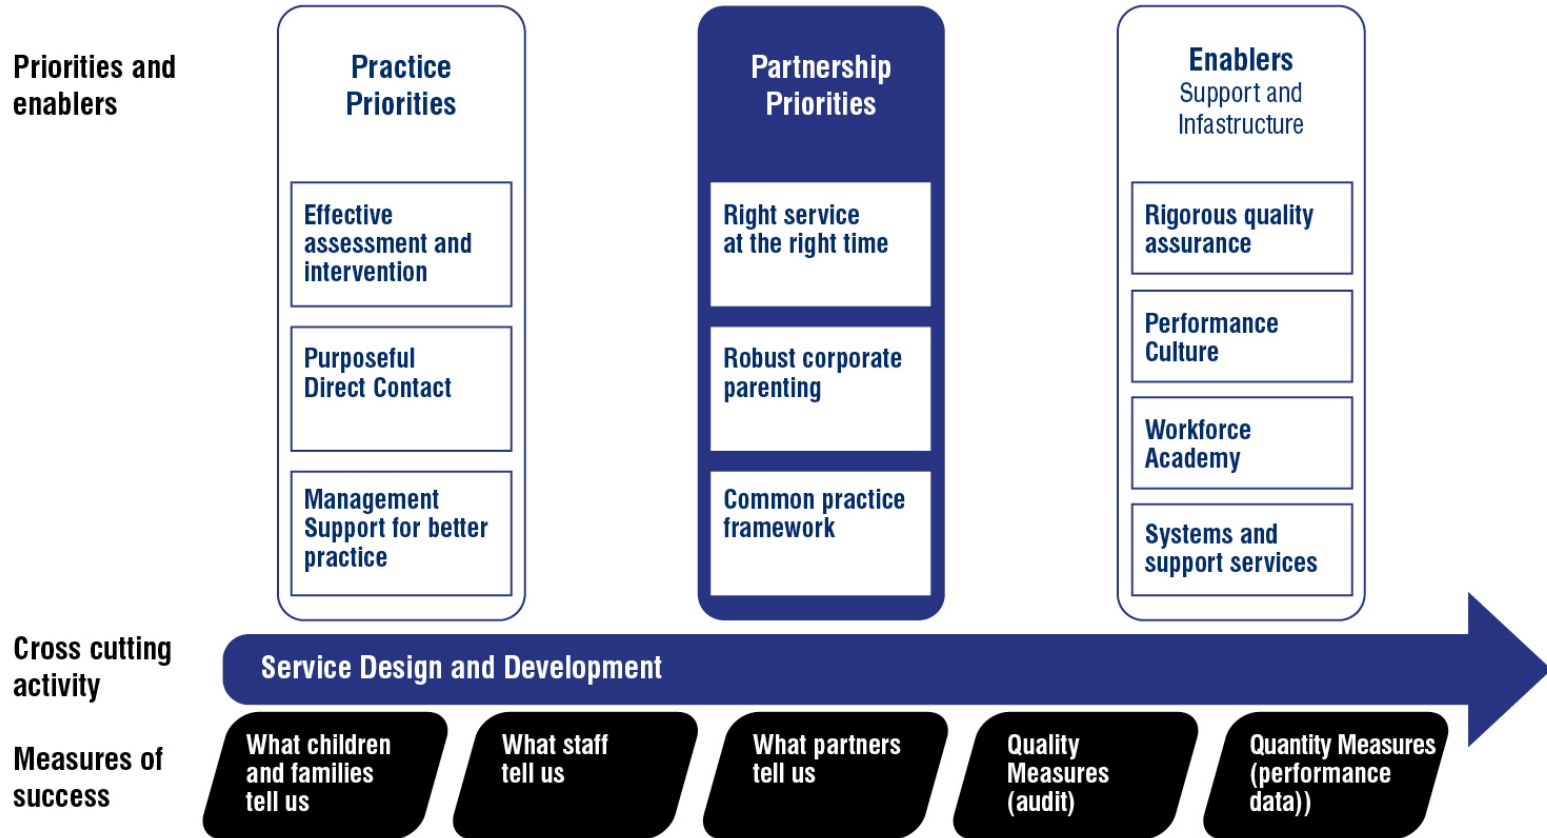 Priorities and
enablers
Practice
Priorities
Effective
assessment and
intervention
Purposeful
Direct Contact
Management
Support for better
practice
Partnership
Priorities
Right service
at the right time
Robust corporate
parenting
Common practice
framework
Enablers
Support and
Infastructure
Rigorous quality
assurance
Performance
Culture
Workforce
Academy
Systems and
support services
Cross cutting
activity
Service Design and Development
Measures of
success
What children
and families
tell us
What staff
tell us
What partners
tell us
Quality
Measures
(audit)
Quantity Measures
(performance
data))